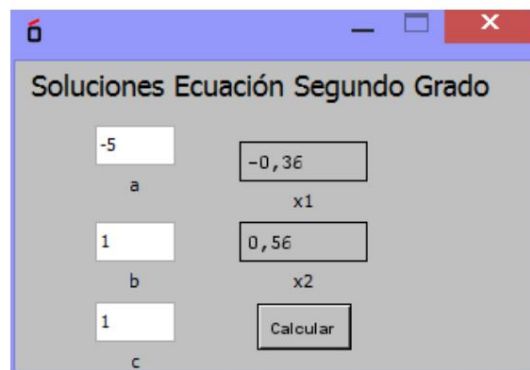 ó
Soluciones Ecuación Segundo Grado
-5
a
-0,36
x1
1
b
0,56
x2
1
c
Calcular